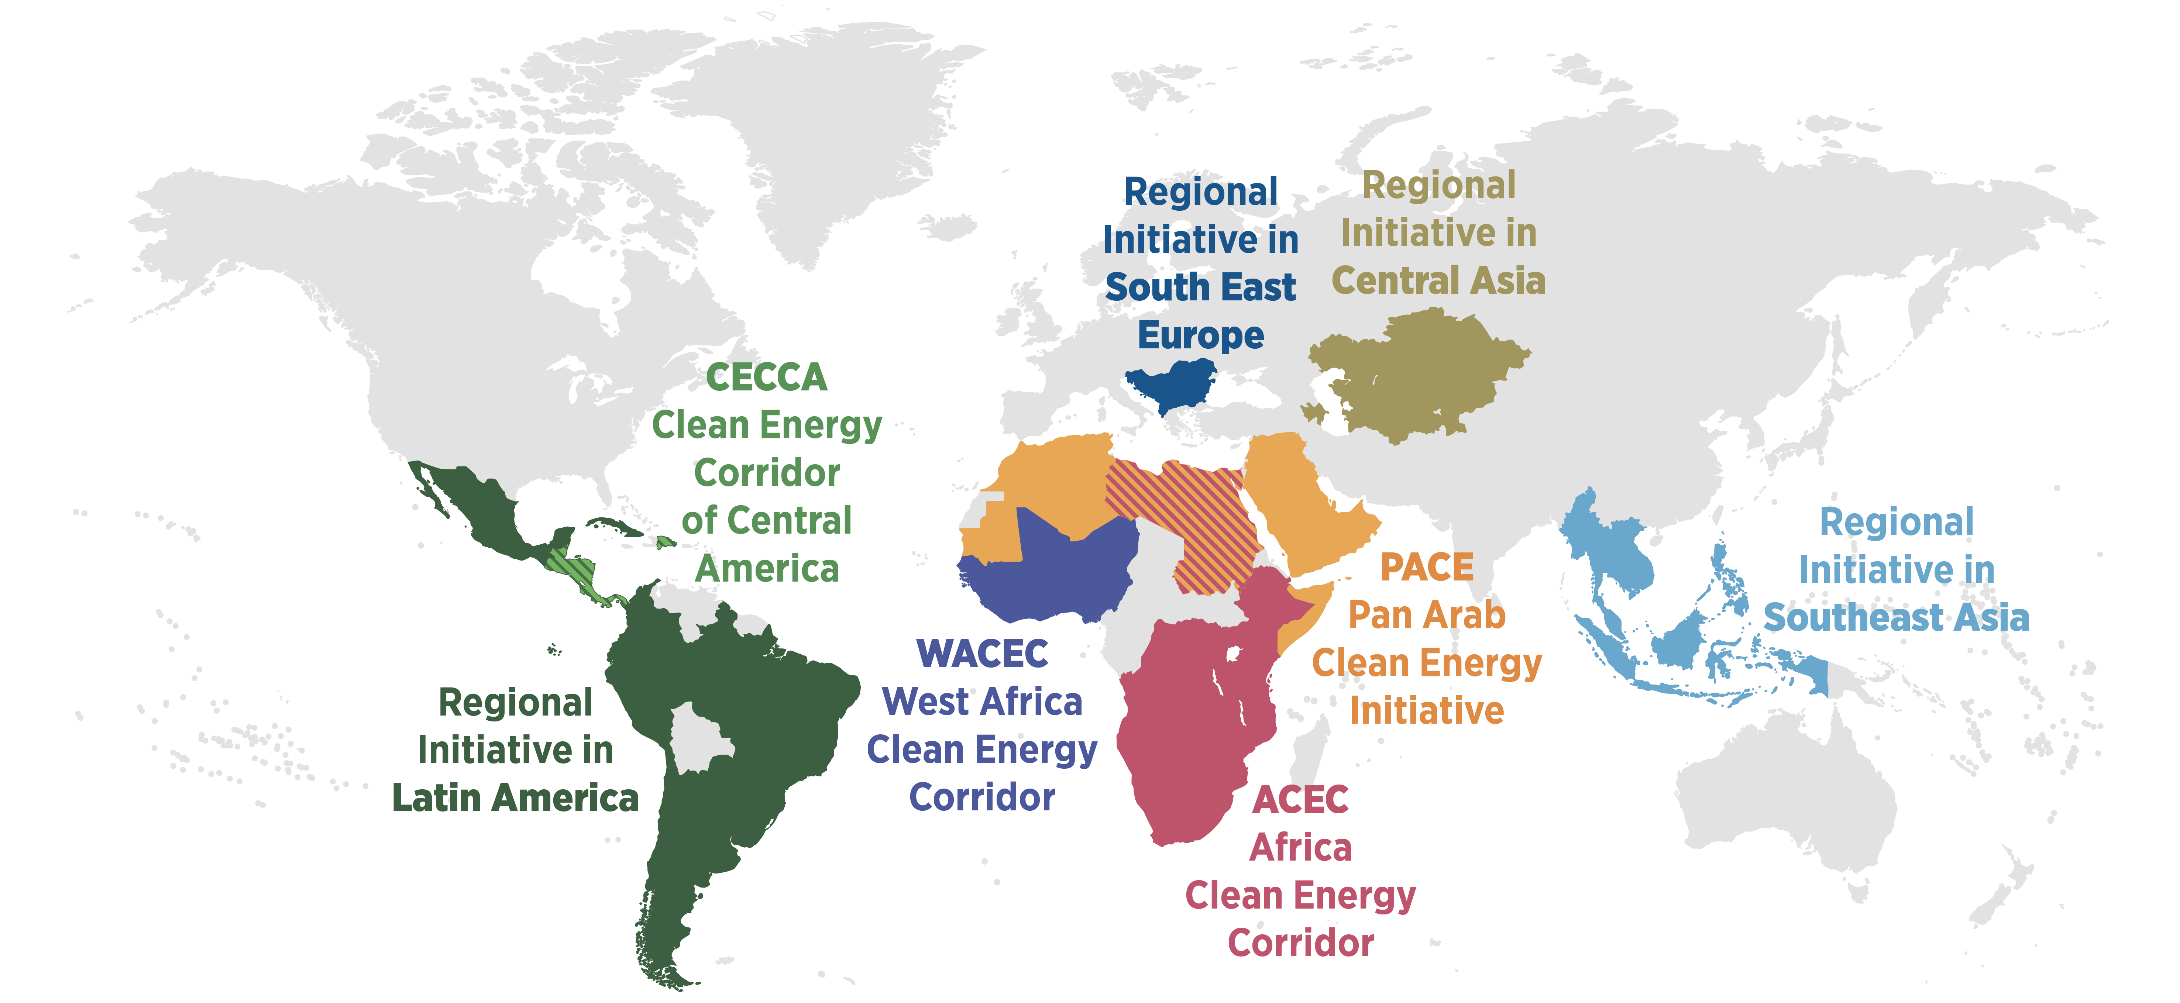 Regional
Initiative in
South East
Europe
Regional
Initiative in
Central Asia
CECCA
Clean Energy
Corridor
of Central
America
Regional
Initiative in
Southeast Asia
PACE
Pan Arab
Clean Energy
Initiative
WACEC
West Africa
Clean Energy
Corridor
Regional
Initiative in
Latin America
ACEC
Africa
Clean Energy
Corridor